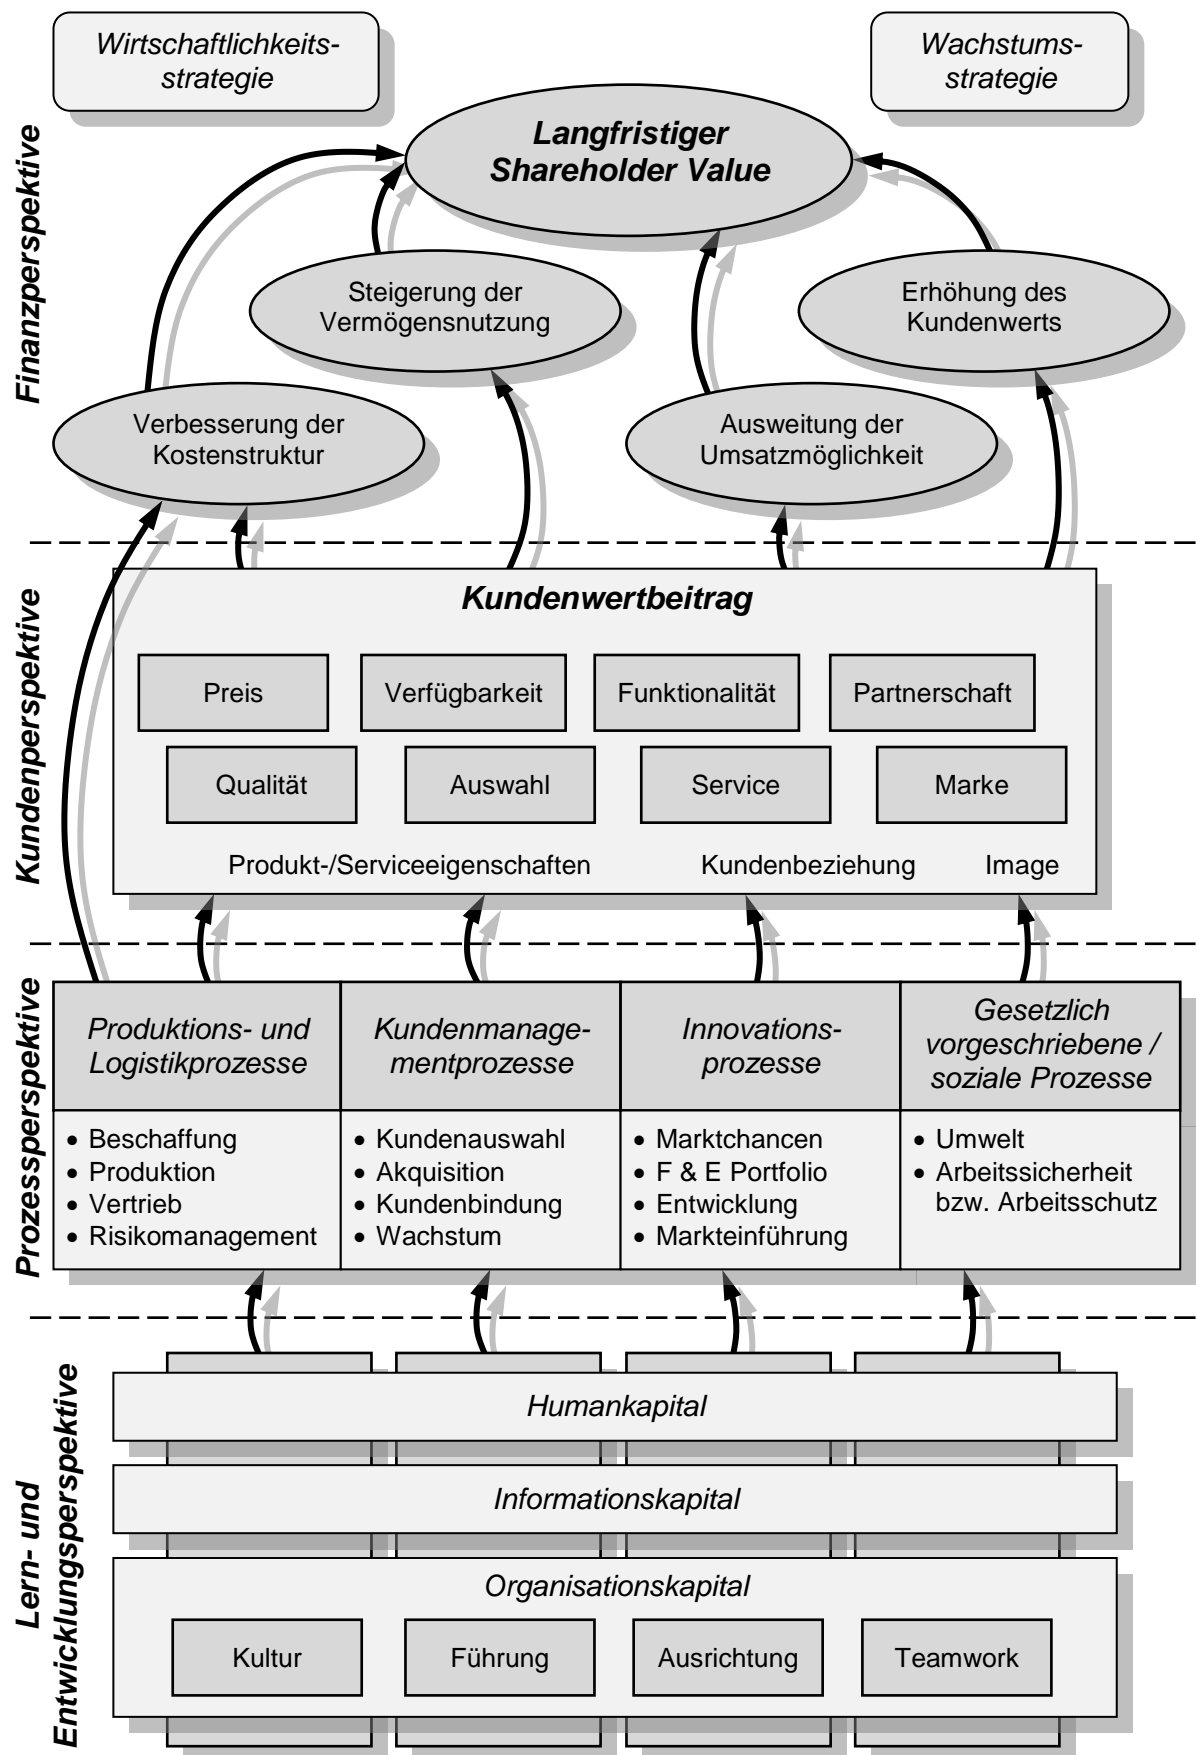 Wirtschaftlichkeits-
strategie
Wachstums-
strategie
Finanzperspektive
Langfristiger
Shareholder Value
Steigerung der
Vermögensnutzung
Erhöhung des
Kundenwerts
Verbesserung der
Kostenstruktur
Ausweitung der
Umsatzmöglichkeit
Kundenperspektive
Kundenwertbeitrag
Preis
Verfügbarkeit
Funktionalität
Partnerschaft
Qualität
Auswahl
Service
Marke
Produkt-/Serviceeigenschaften
Kundenbeziehung
Image
Prozessperspektive
Produktions- und
Logistikprozesse
Kundenmanage-
mentprozesse
Innovations-
prozesse
Gesetzlich
vorgeschriebene /
soziale Prozesse
• Beschaffung
• Produktion
• Vertrieb
• Risikomanagement
• Kundenauswahl
• Akquisition
• Kundenbindung
• Wachstum
• Marktchancen
• F & E Portfolio
• Entwicklung
• Markteinführung
• Umwelt
• Arbeitssicherheit
bzw. Arbeitsschutz
Lern- und
Entwicklungsperspektive
Humankapital
Informationskapital
Organisationskapital
Kultur
Führung
Ausrichtung
Teamwork